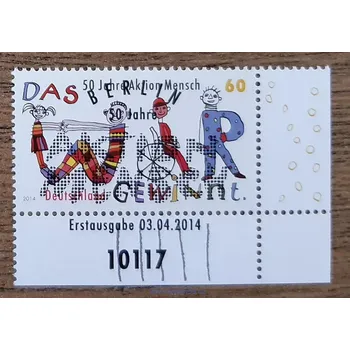 DAS BERLIN
50 Jahre Aktion Mensch 60
50 Jahre
WIR
2014 Deutschland gewinnt.
Erstausgabe 03.04.2014
10117